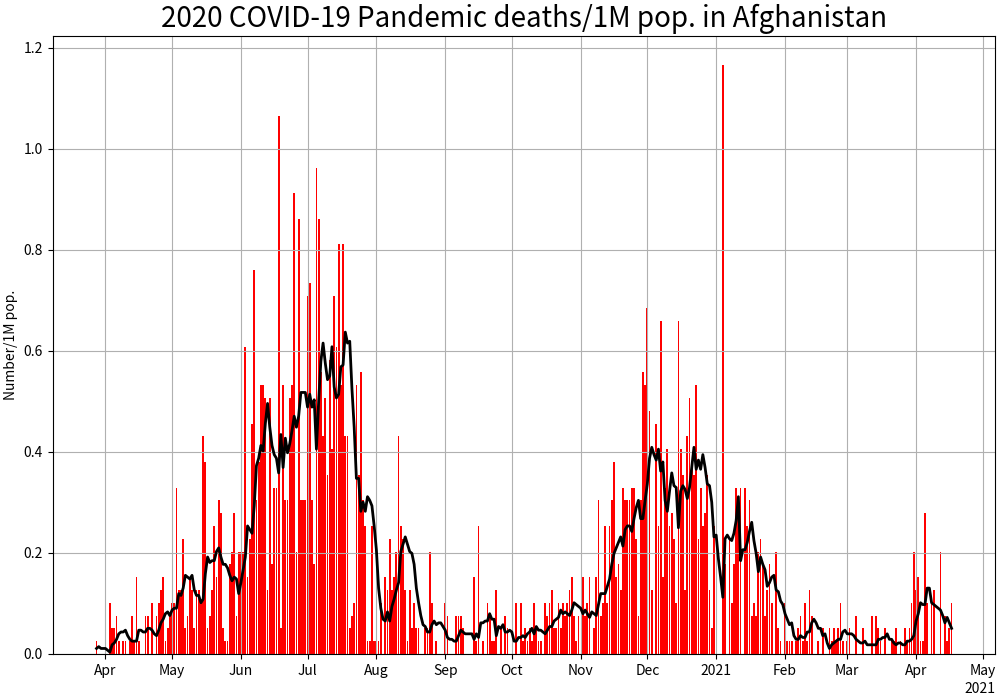 2020 COVID-19 Pandemic deaths/1M pop. in Afghanistan
Number/1M pop.
1.2
1.0
0.8
0.6
0.4
0.2
0.0
Apr May Jun Jul Aug Sep Oct Nov Dec 2021 Feb Mar Apr May
2021